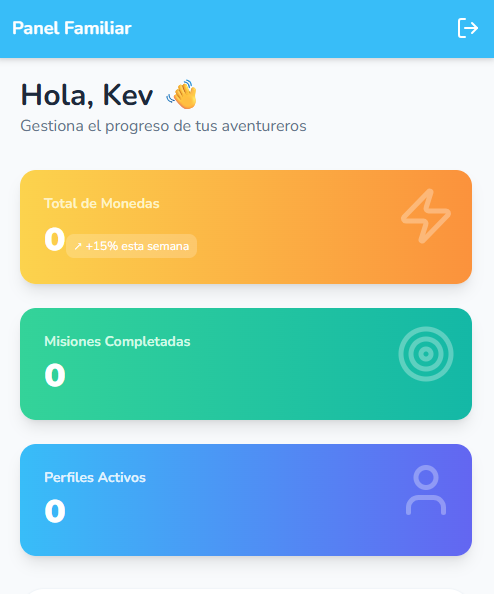 Panel Familiar
Hola, Kev 👋
Gestiona el progreso de tus aventureros
Total de Monedas
0 ↗ +15% esta semana
Misiones Completadas
0
Perfiles Activos
0